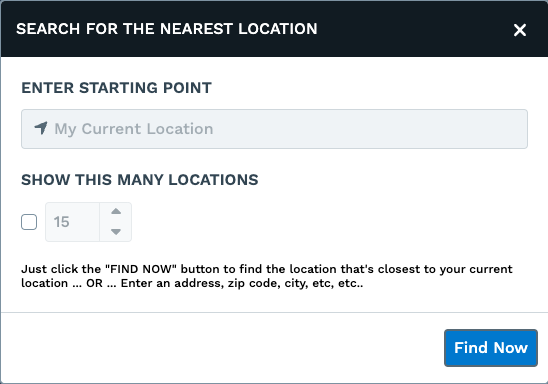 SEARCH FOR THE NEAREST LOCATION
ENTER STARTING POINT
My Current Location
SHOW THIS MANY LOCATIONS
15
Just click the "FIND NOW" button to find the location that's closest to your current
location ... OR ... Enter an address, zip code, city, etc, etc..
Find Now